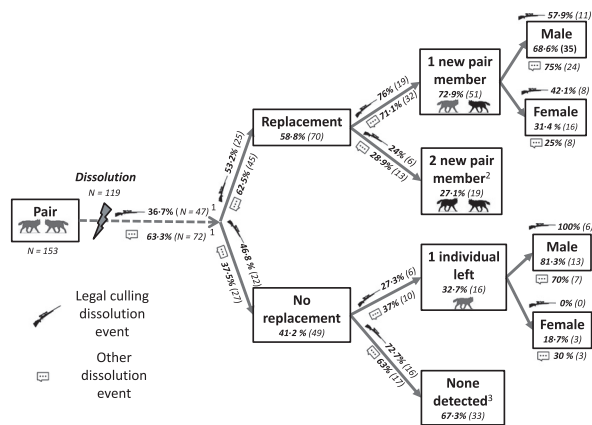 57·9% (11)
Male
68·6% (35)
75% (24)
42·1% (8)
Female
31·4 % (16)
25% (8)
1 new pair
member
72·9% (51)
76% (19)
71·1% (32)
Replacement
58·8% (70)
24% (6)
28·9% (13)
2 new pair
member2
27·1% (19)
53·2% (25)
62·5% (45)
Dissolution
N = 119
Pair
N = 153
36·7% ( N = 47)
1
63·3% (N = 72)
1
46·8 % (22)
37·5% (27)
No
replacement
41·2 % (49)
27·3% (6)
37% (10)
1 individual
left
32·7% (16)
100% (6)
Male
81·3% (13)
70% (7)
0% (0)
Female
18·7% (3)
30 % (3)
72·7% (16)
63% (17)
None
detected3
67·3% (33)
Legal culling
dissolution
event
Other
dissolution
event